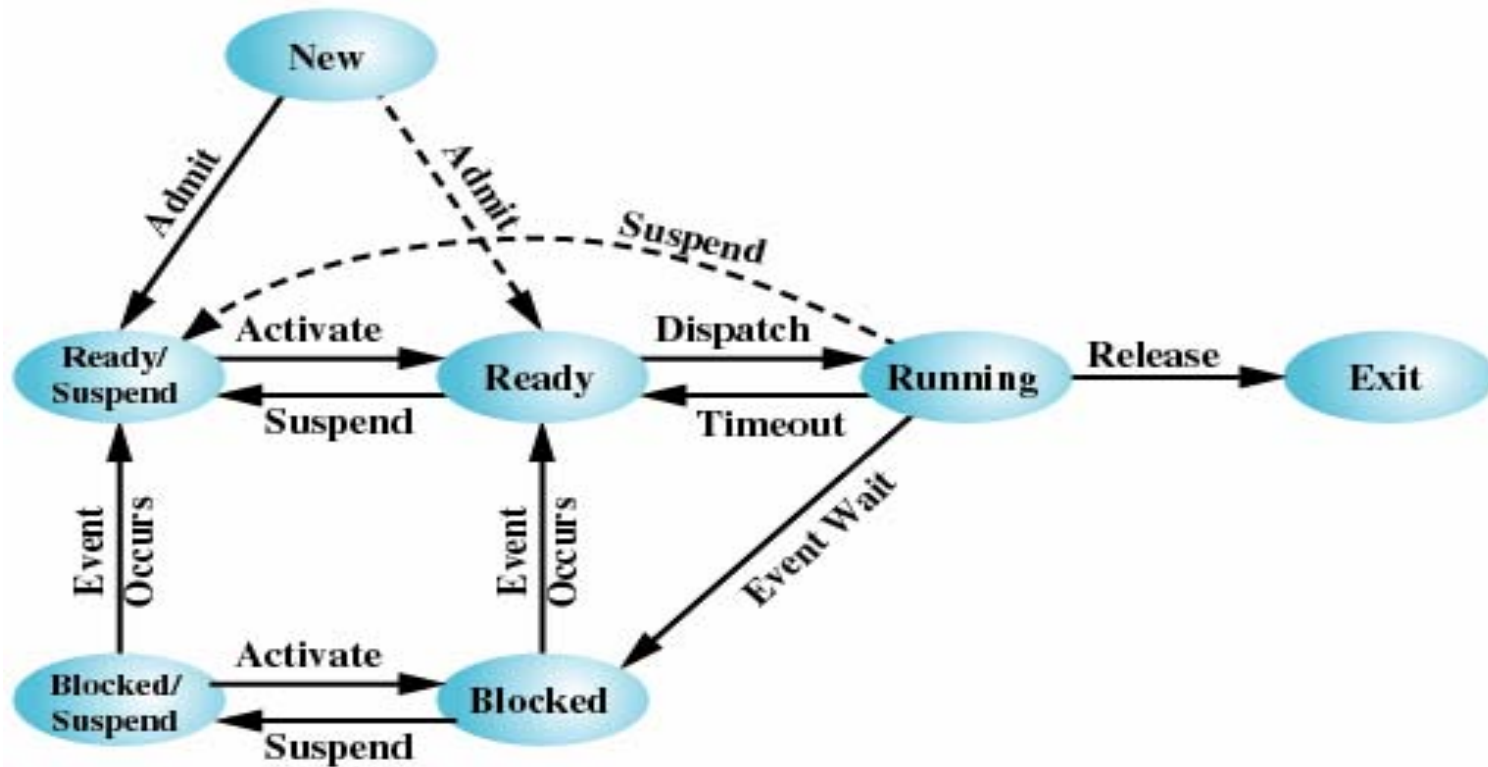 New
Admit
Admit
Suspend
Ready/
Suspend
Activate
Suspend
Ready
Dispatch
Timeout
Running
Release
Exit
Event
Occurs
Event
Occurs
Event Wait
Blocked/
Suspend
Activate
Suspend
Blocked